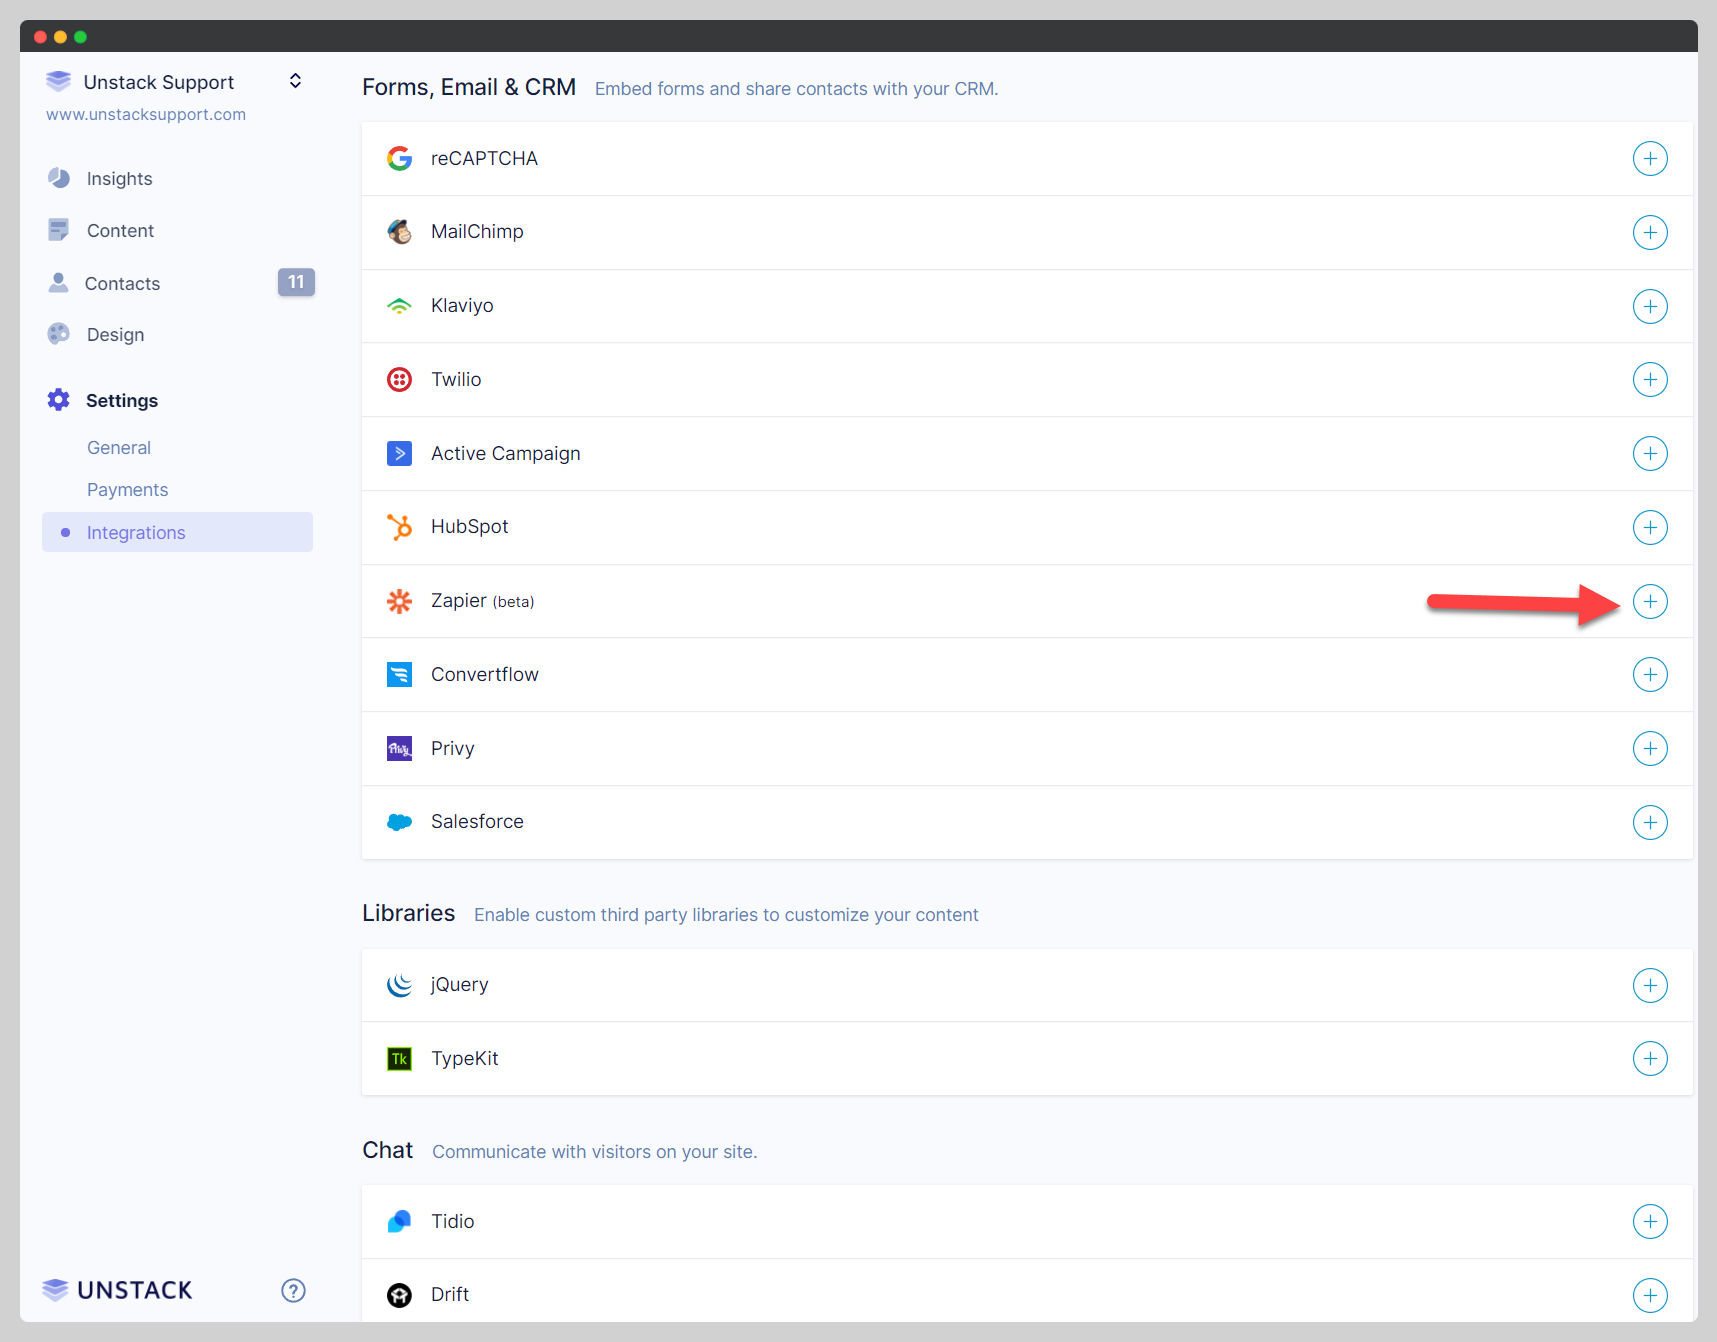 Unstack Support
www.unstacksupport.com
Insights
Content
Contacts 11
Design
Settings
General
Payments
Integrations
UNSTACK ?
Forms, Email & CRM Embed forms and share contacts with your CRM.
reCAPTCHA
MailChimp
Klaviyo
Twilio
Active Campaign
HubSpot
Zapier (beta)
Convertflow
Privy Privy
Salesforce
Libraries Enable custom third party libraries to customize your content
jQuery
Tk TypeKit
Chat Communicate with visitors on your site.
Tidio
Drift